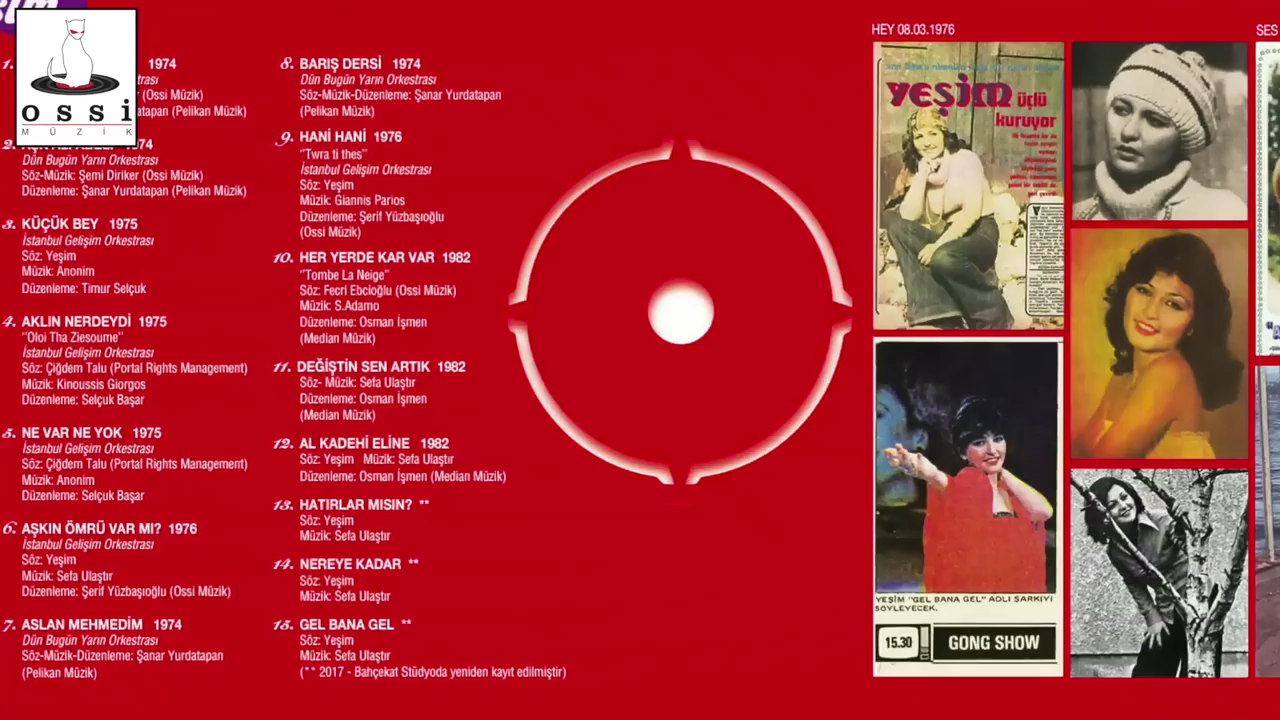 OSSİ
MÜZİK
1.
1974
(Ossi Müzik)
(Pelikan Müzik)
2.
Dün Bugün Yarın Orkestrası
Söz-Müzik: Şemi Diriker (Ossi Müzik)
Düzenleme: Şanar Yurdatapan (Pelikan Müzik)
3. KÜÇÜK BEY 1975
İstanbul Gelişim Orkestrası
Söz: Yeşim
Müzik: Anonim
Düzenleme: Timur Selçuk
4. AKLIN NERDEYDİ 1975
"Oloi Tha Ziesoume"
İstanbul Gelişim Orkestrası
Söz: Çiğdem Talu (Portal Rights Management)
Müzik: Kinoussis Giorgos
Düzenleme: Selçuk Başar
5. NE VAR NE YOK 1975
İstanbul Gelişim Orkestrası
Söz: Çiğdem Talu (Portal Rights Management)
Müzik: Anonim
Düzenleme: Selçuk Başar
6. AŞKIN ÖMRÜ VAR MI? 1976
İstanbul Gelişim Orkestrası
Söz: Yeşim
Müzik: Sefa Ulaştır
Düzenleme: Şerif Yüzbaşıoğlu (Ossi Müzik)
7. ASLAN MEHMEDİM 1974
Dün Bugün Yarın Orkestrası
Söz-Müzik-Düzenleme: Şanar Yurdatapan
(Pelikan Müzik)
8. BARIŞ DERSİ 1974
Dün Bugün Yarın Orkestrası
Söz-Müzik-Düzenleme: Şanar Yurdatapan
(Pelikan Müzik)
9. HANİ HANİ 1976
"Twra ti thes"
İstanbul Gelişim Orkestrası
Söz: Yeşim
Müzik: Giannis Parios
Düzenleme: Şerif Yüzbaşıoğlu
(Ossi Müzik)
10. HER YERDE KAR VAR 1982
"Tombe La Neige"
Söz: Fecri Ebcioğlu (Ossi Müzik)
Müzik: S.Adamo
Düzenleme: Osman İşmen
(Median Müzik)
11. DEĞİŞTİN SEN ARTIK 1982
Söz- Müzik: Sefa Ulaştır
Düzenleme: Osman İşmen
(Median Müzik)
12. AL KADEHİ ELİNE 1982
Söz: Yeşim Müzik: Sefa Ulaştır
Düzenleme: Osman İşmen (Median Müzik)
13. HATIRLAR MISIN? **
Söz: Yeşim
Müzik: Sefa Ulaştır
14. NEREYE KADAR **
Söz: Yeşim
Müzik: Sefa Ulaştır
15. GEL BANA GEL **
Söz: Yeşim
Müzik: Sefa Ulaştır
(** 2017 - Bahçekat Stüdyoda yeniden kayıt edilmiştir)
HEY 08.03.1976
YEŞİM üçlü
kuruyor
YEŞİM "GEL BANA GEL" ADLI ŞARKIYI
SÖYLEYECEK.
15.30 GONG SHOW
SES